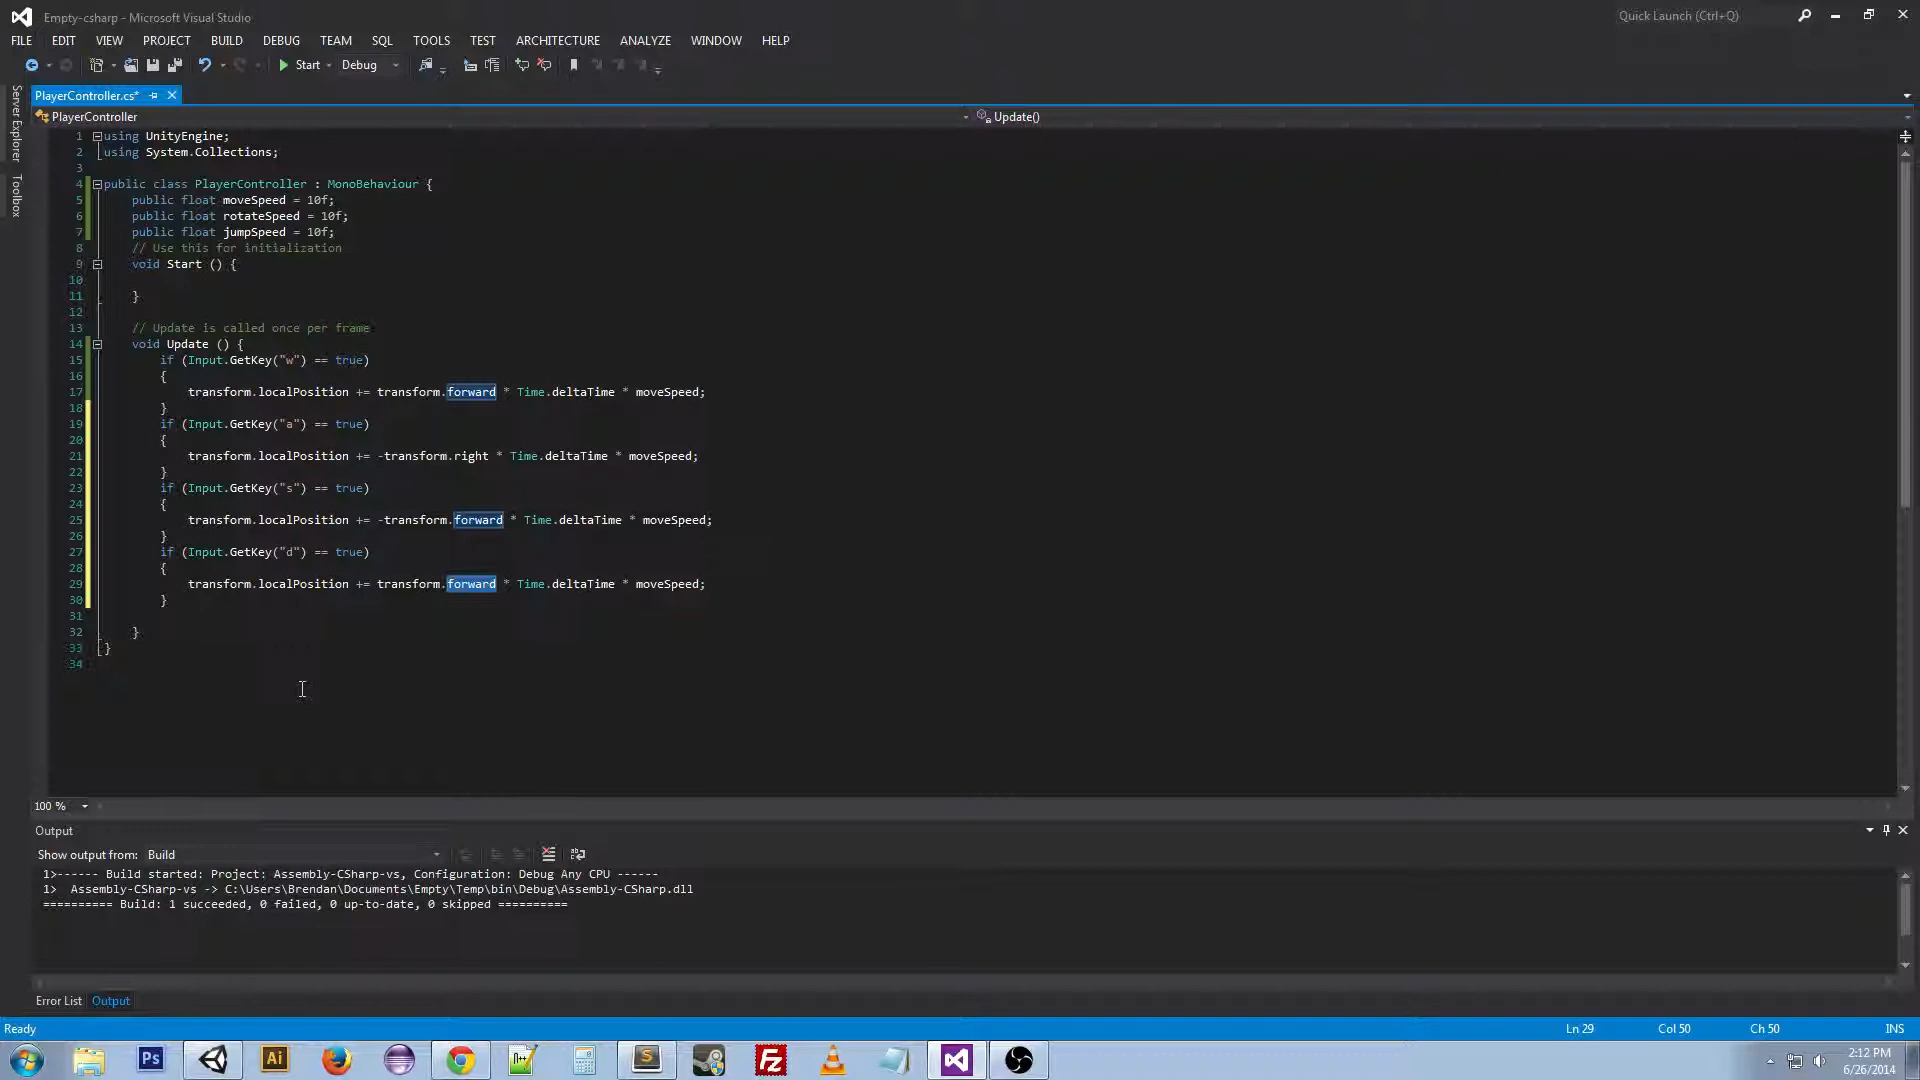 Empty-csharp - Microsoft Visual Studio
Quick Launch (Ctrl+Q)
FILE EDIT VIEW PROJECT BUILD DEBUG TEAM SQL TOOLS TEST ARCHITECTURE ANALYZE WINDOW HELP
Start Debug
Server Explorer
Toolbox
PlayerController.cs*
PlayerController
Update()
1 using UnityEngine;
2 using System.Collections;
3
4 public class PlayerController : MonoBehaviour {
5 public float moveSpeed = 10f;
6 public float rotateSpeed = 10f;
7 public float jumpSpeed = 10f;
8 // Use this for initialization
9 void Start () {
10
11 }
12
13 // Update is called once per frame
14 void Update () {
15 if (Input.GetKey("w") == true)
16 {
17 transform.localPosition += transform.forward * Time.deltaTime * moveSpeed;
18 }
19 if (Input.GetKey("a") == true)
20 {
21 transform.localPosition += -transform.right * Time.deltaTime * moveSpeed;
22 }
23 if (Input.GetKey("s") == true)
24 {
25 transform.localPosition += -transform.forward * Time.deltaTime * moveSpeed;
26 }
27 if (Input.GetKey("d") == true)
28 {
29 transform.localPosition += transform.forward * Time.deltaTime * moveSpeed;
30 }
31
32 }
33 }
34
100 %
Output
Show output from: Build
1>------ Build started: Project: Assembly-CSharp-vs, Configuration: Debug Any CPU ------
1> Assembly-CSharp-vs -> C:\Users\Brendan\Documents\Empty\Temp\bin\Debug\Assembly-CSharp.dll
========== Build: 1 succeeded, 0 failed, 0 up-to-date, 0 skipped ==========
Error List Output
Ready Ln 29 Col 50 Ch 50 INS
Ps Ai S Fz
2:12 PM
6/26/2014